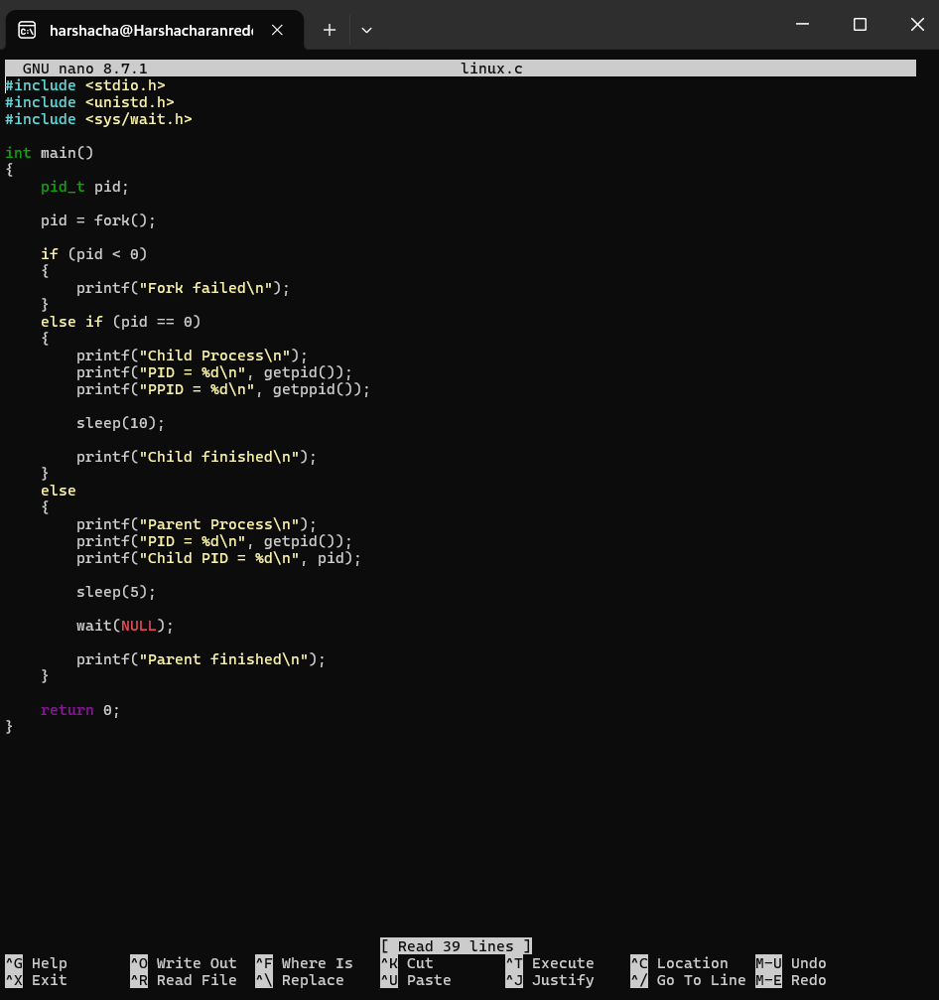 harshacha@Harshacharanred
GNU nano 8.7.1 linux.c
#include <stdio.h>
#include <unistd.h>
#include <sys/wait.h>
int main()
{
    pid_t pid;
    pid = fork();
    if (pid < 0)
    {
        printf("Fork failed\n");
    }
    else if (pid == 0)
    {
        printf("Child Process\n");
        printf("PID = %d\n", getpid());
        printf("PPID = %d\n", getppid());
        sleep(10);
        printf("Child finished\n");
    }
    else
    {
        printf("Parent Process\n");
        printf("PID = %d\n", getpid());
        printf("Child PID = %d\n", pid);
        sleep(5);
        wait(NULL);
        printf("Parent finished\n");
    }
    return 0;
}
[ Read 39 lines ]
^G Help ^O Write Out ^F Where Is ^K Cut ^T Execute ^C Location M-U Undo
^X Exit ^R Read File ^\ Replace ^U Paste ^J Justify ^/ Go To Line M-E Redo